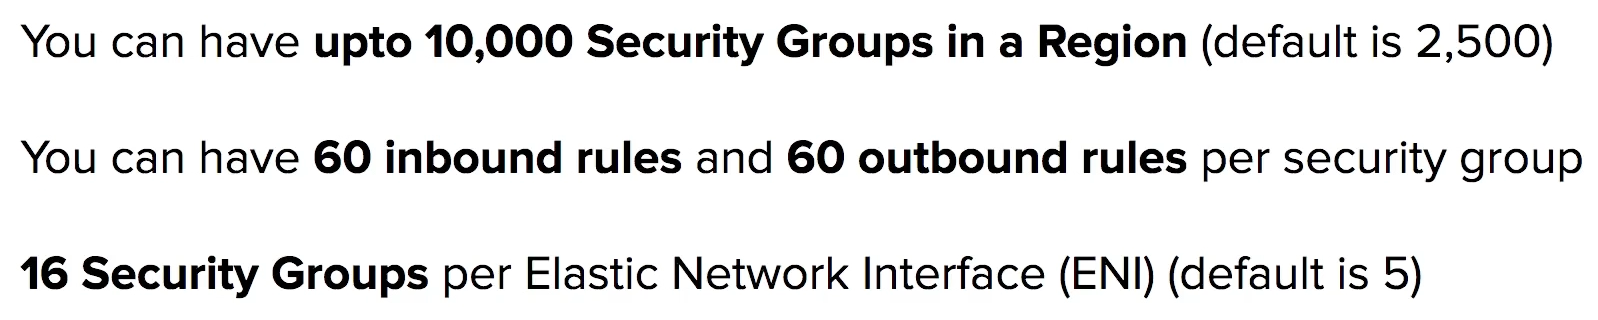 You can have upto 10,000 Security Groups in a Region (default is 2,500)
You can have 60 inbound rules and 60 outbound rules per security group
16 Security Groups per Elastic Network Interface (ENI) (default is 5)